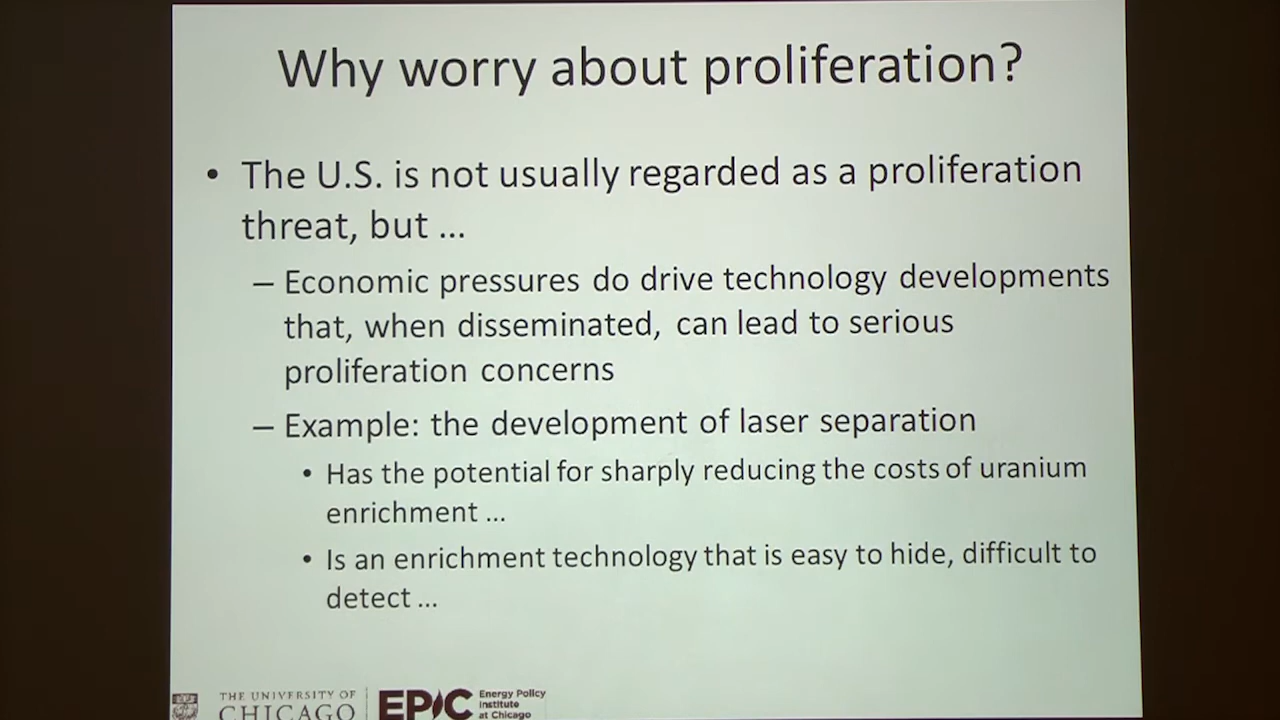 Why worry about proliferation?
• The U.S. is not usually regarded as a proliferation
threat, but ...
– Economic pressures do drive technology developments
that, when disseminated, can lead to serious
proliferation concerns
– Example: the development of laser separation
• Has the potential for sharply reducing the costs of uranium
enrichment ...
• Is an enrichment technology that is easy to hide, difficult to
detect ...
THE UNIVERSITY OF
CHICAGO
EPIC
Energy Policy
Institute
at Chicago